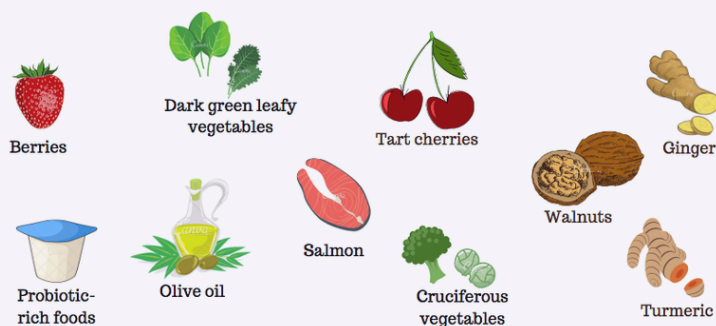 Berries
Dark green leafy
vegetables
Tart cherries
Ginger
Probiotic-
rich foods
Olive oil
Salmon
Cruciferous
vegetables
Walnuts
Turmeric